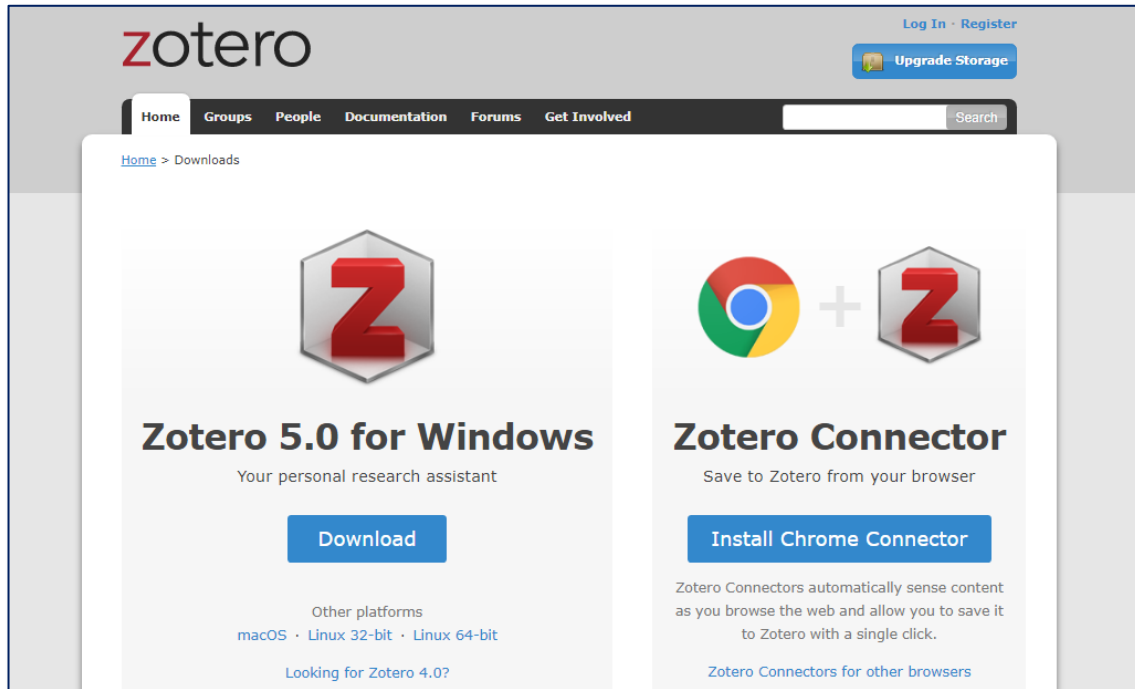 zotero
Log In · Register
Upgrade Storage
Home Groups People Documentation Forums Get Involved Search
Home > Downloads
Z
Z
Zotero 5.0 for Windows
Your personal research assistant
Download
Other platforms
macOS · Linux 32-bit · Linux 64-bit
Looking for Zotero 4.0?
+
Zotero Connector
Save to Zotero from your browser
Install Chrome Connector
Zotero Connectors automatically sense content
as you browse the web and allow you to save it
to Zotero with a single click.
Zotero Connectors for other browsers